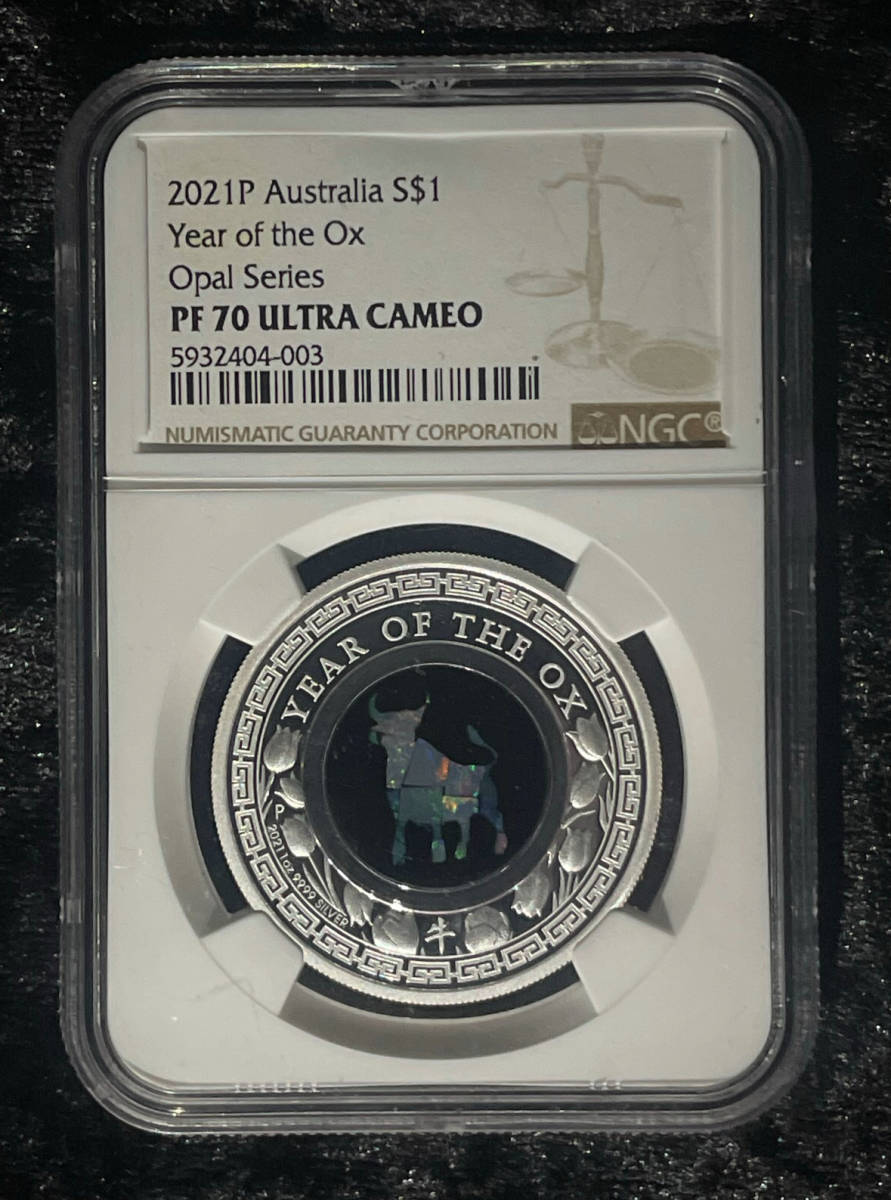 2021P Australia S$1
Year of the Ox
Opal Series
PF 70 ULTRA CAMEO
5932404-003
NUMISMATIC GUARANTY CORPORATION
NGC®
YEAR OF THE OX
P
2021 1oz 9999 SILVER
牛